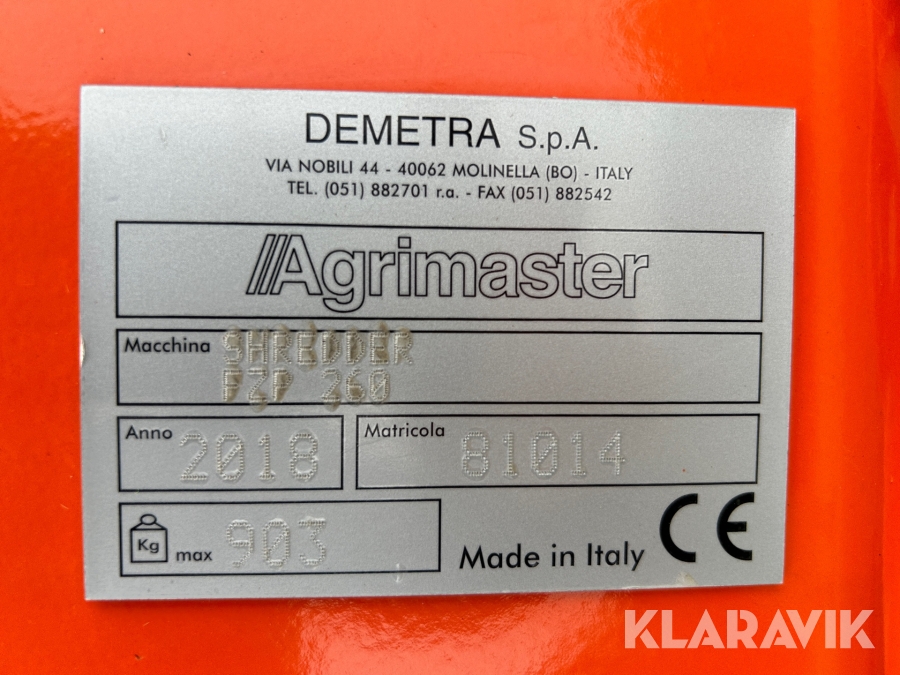 DEMETRA S.p.A.
VIA NOBILI 44 - 40062 MOLINELLA (BO) - ITALY
TEL. (051) 882701 r.a. - FAX (051) 882542
Agrimaster
Macchina SHREDDER
FZP 260
Anno 2018 Matricola 81014
Kg max 903
Made in Italy CE
KLARAVIK